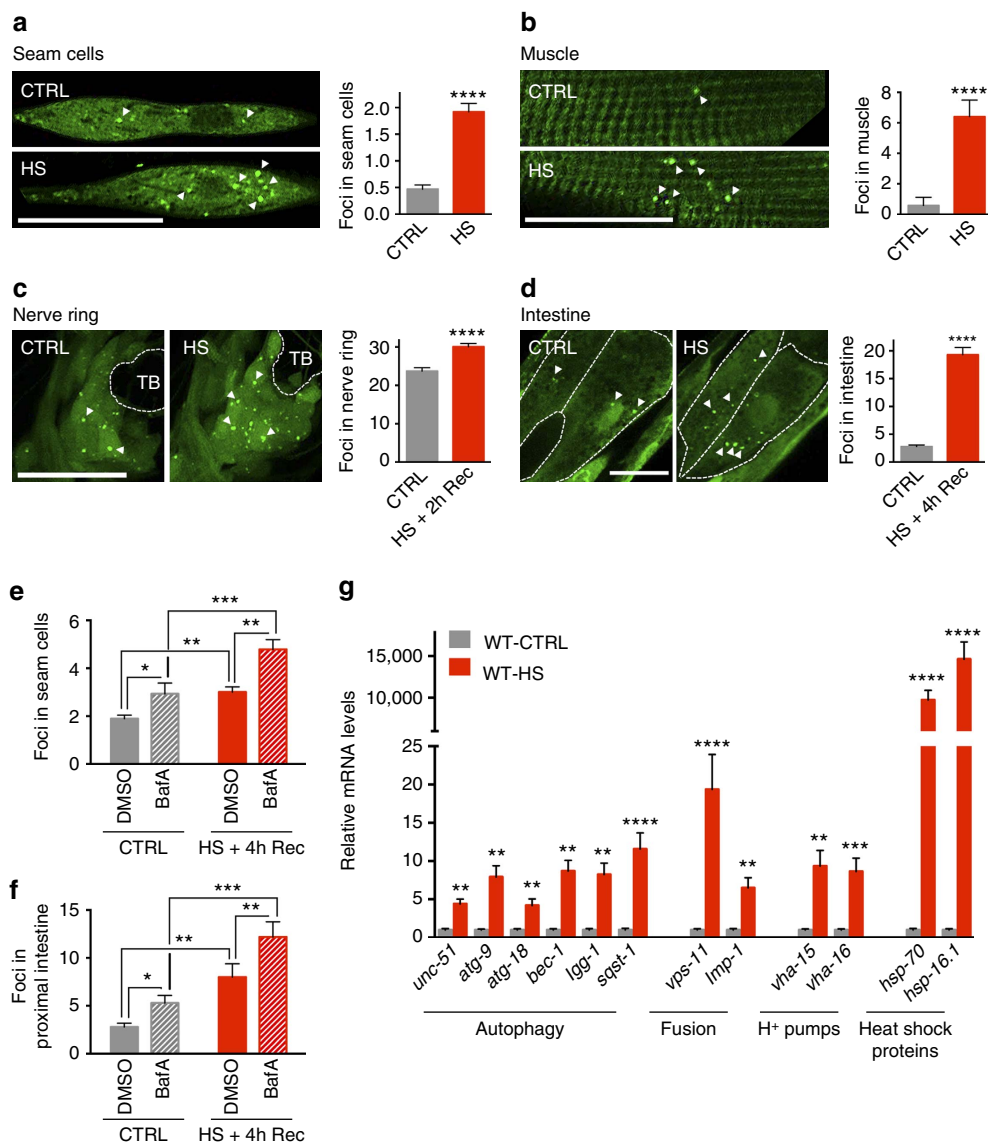 a
Seam cells
CTRL
HS
Foci in seam cells
2.0
1.5
1.0
0.5
0.0
****
CTRL
HS
b
Muscle
CTRL
HS
Foci in muscle
8
6
4
2
0
****
CTRL
HS
c
Nerve ring
CTRL
TB
HS
TB
Foci in nerve ring
30
20
10
0
****
CTRL
HS + 2h Rec
d
Intestine
CTRL
HS
Foci in intestine
20
15
10
5
0
****
CTRL
HS + 4h Rec
e
Foci in seam cells
6
4
2
0
***
**
**
*
DMSO
BafA
DMSO
BafA
CTRL
HS + 4h Rec
f
Foci in
proximal intestine
15
10
5
0
***
**
**
*
DMSO
BafA
DMSO
BafA
CTRL
HS + 4h Rec
g
WT-CTRL
WT-HS
Relative mRNA levels
15,000
10,000
25
20
15
10
5
0
**
**
**
**
**
****
****
**
**
***
****
****
unc-51
atg-9
atg-18
bec-1
lgg-1
sqst-1
vps-11
lmp-1
vha-15
vha-16
hsp-70
hsp-16.1
Autophagy
Fusion
H+ pumps
Heat shock
proteins